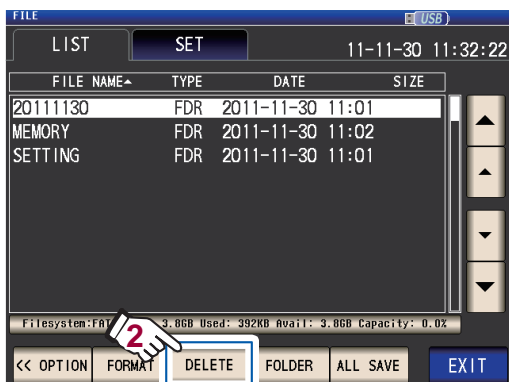 FILE USB
LIST SET 11-11-30 11:32:22
FILE NAME TYPE DATE SIZE
20111130 FDR 2011-11-30 11:01
MEMORY FDR 2011-11-30 11:02
SETTING FDR 2011-11-30 11:01
Filesystem:FAT 3.8GB Used: 392KB Avail: 3.8GB Capacity: 0.0%
2
<< OPTION FORMAT DELETE FOLDER ALL SAVE EXIT